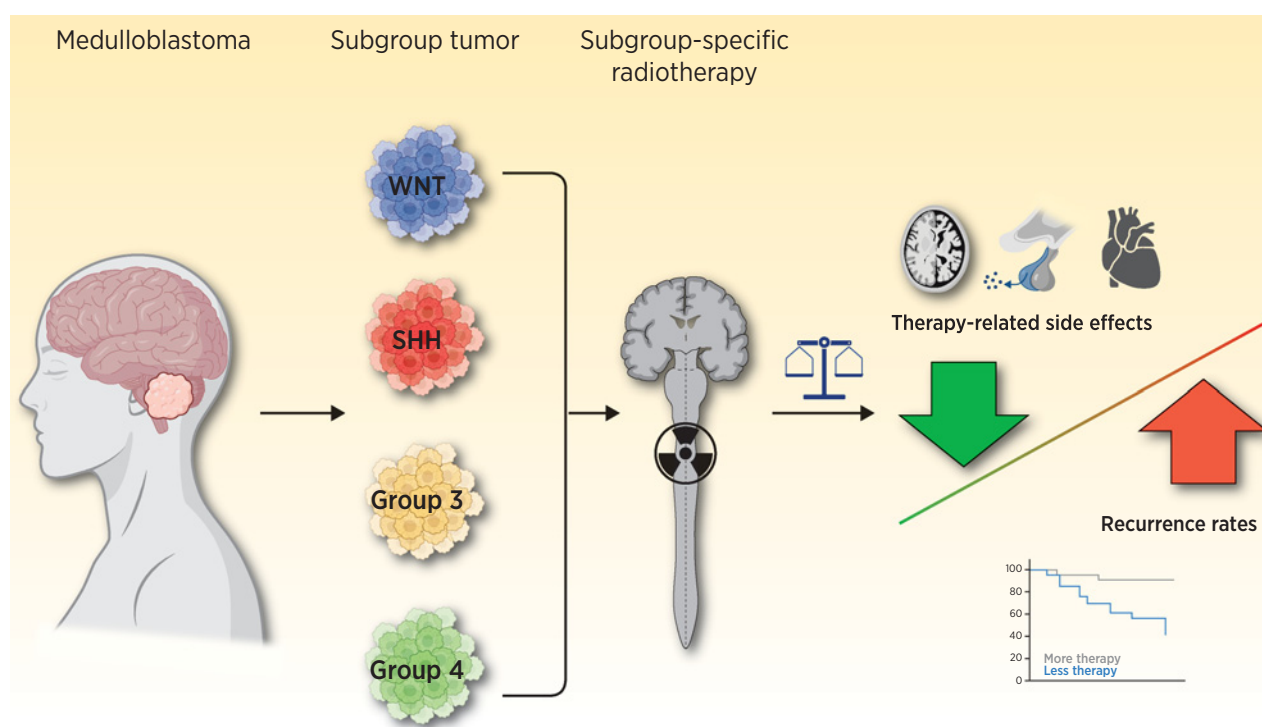 Medulloblastoma
Subgroup tumor
Subgroup-specific
radiotherapy
WNT
SHH
Group 3
Group 4
Therapy-related side effects
Recurrence rates
100
80
60
40
20
0
More therapy
Less therapy